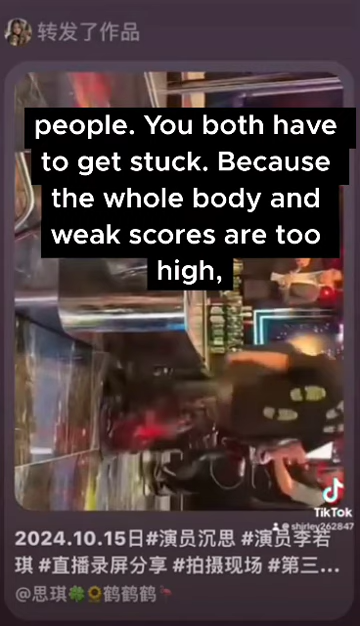 转发了作品
people. You both have
to get stuck. Because
the whole body and
weak scores are too
high,
TikTok
@shirley262847
2024.10.15日#演员沉思 #演员李若
琪 #直播录屏分享 #拍摄现场 #第三...
@思琪🍀🌻鹤鹤鹤🦩